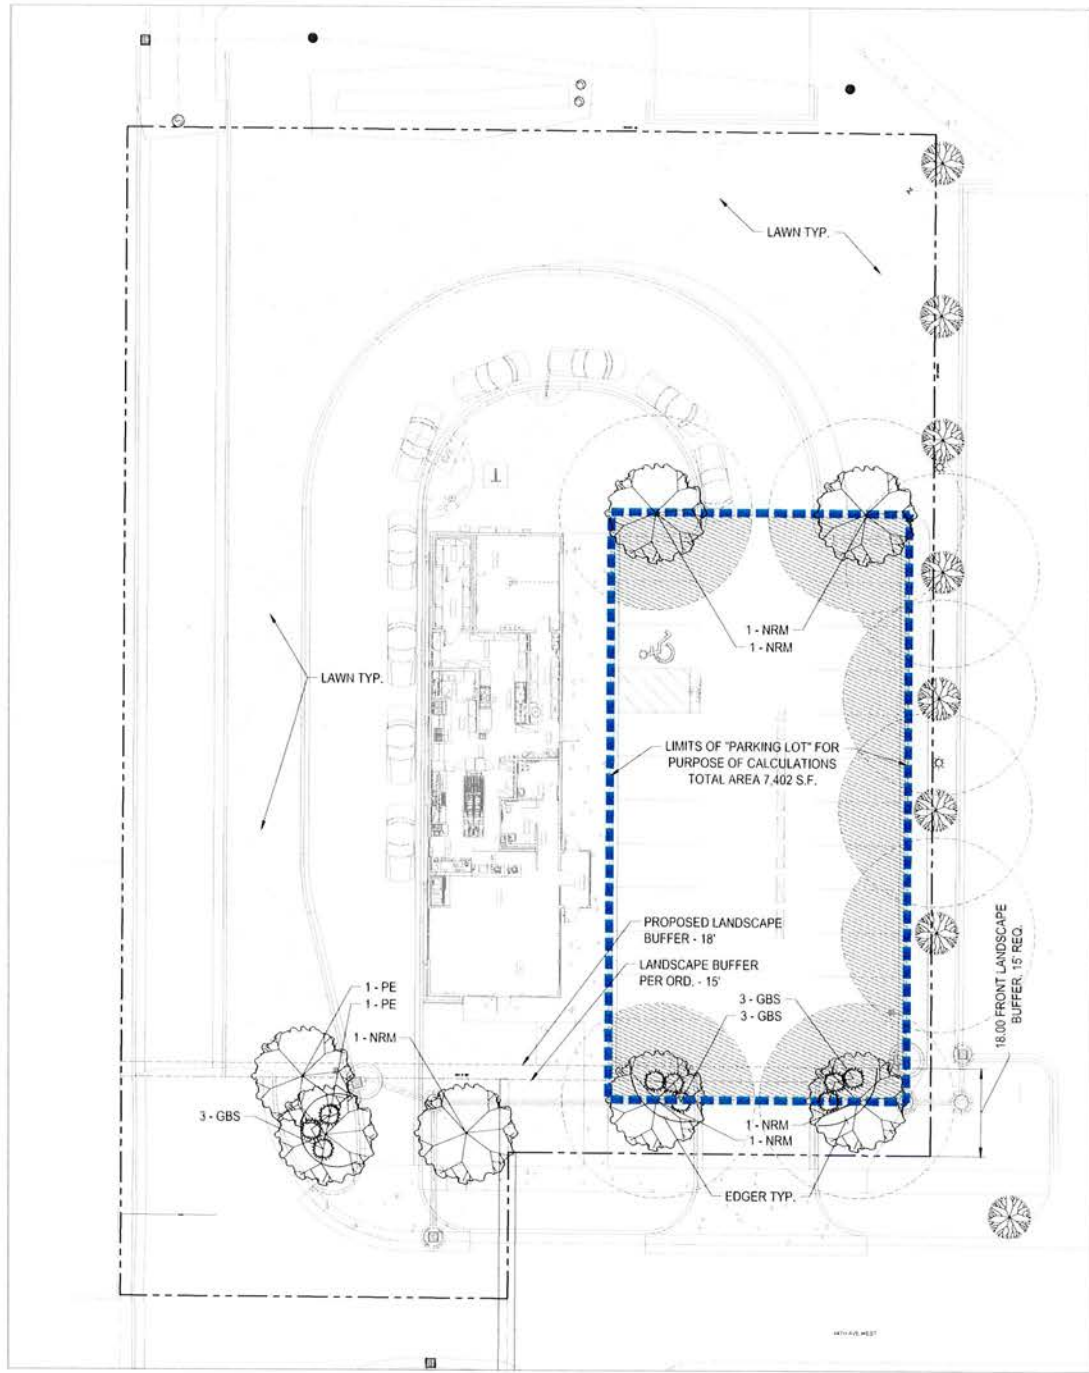 LAWN TYP.
1 - NRM
1 - NRM
LAWN TYP.
LIMITS OF "PARKING LOT" FOR
PURPOSE OF CALCULATIONS
TOTAL AREA 7,402 S.F.
PROPOSED LANDSCAPE
BUFFER - 18'
LANDSCAPE BUFFER
PER ORD. - 15'
18.00 FRONT LANDSCAPE
BUFFER, 15' REQ.
1 - PE
1 - PE
3 - GBS
3 - GBS
1 - NRM
3 - GBS
1 - NRM
1 - NRM
EDGER TYP.